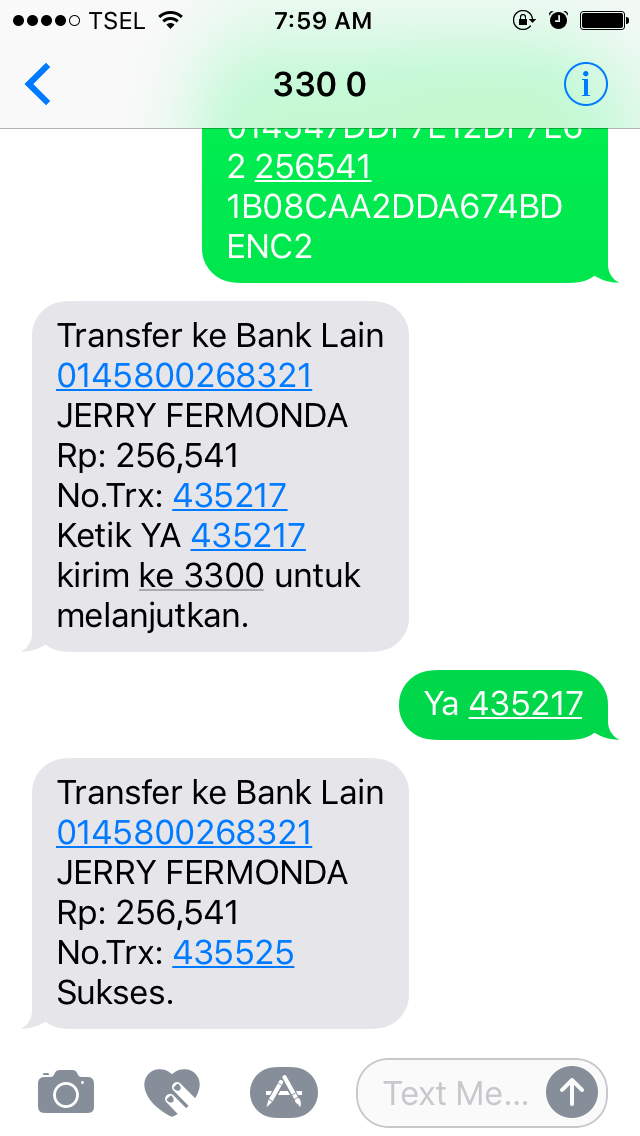 TSEL 7:59 AM
330 0
2 256541
1B08CAA2DDA674BD
ENC2
Transfer ke Bank Lain
0145800268321
JERRY FERMONDA
Rp: 256,541
No.Trx: 435217
Ketik YA 435217
kirim ke 3300 untuk
melanjutkan.
Ya 435217
Transfer ke Bank Lain
0145800268321
JERRY FERMONDA
Rp: 256,541
No.Trx: 435525
Sukses.
Text Me...